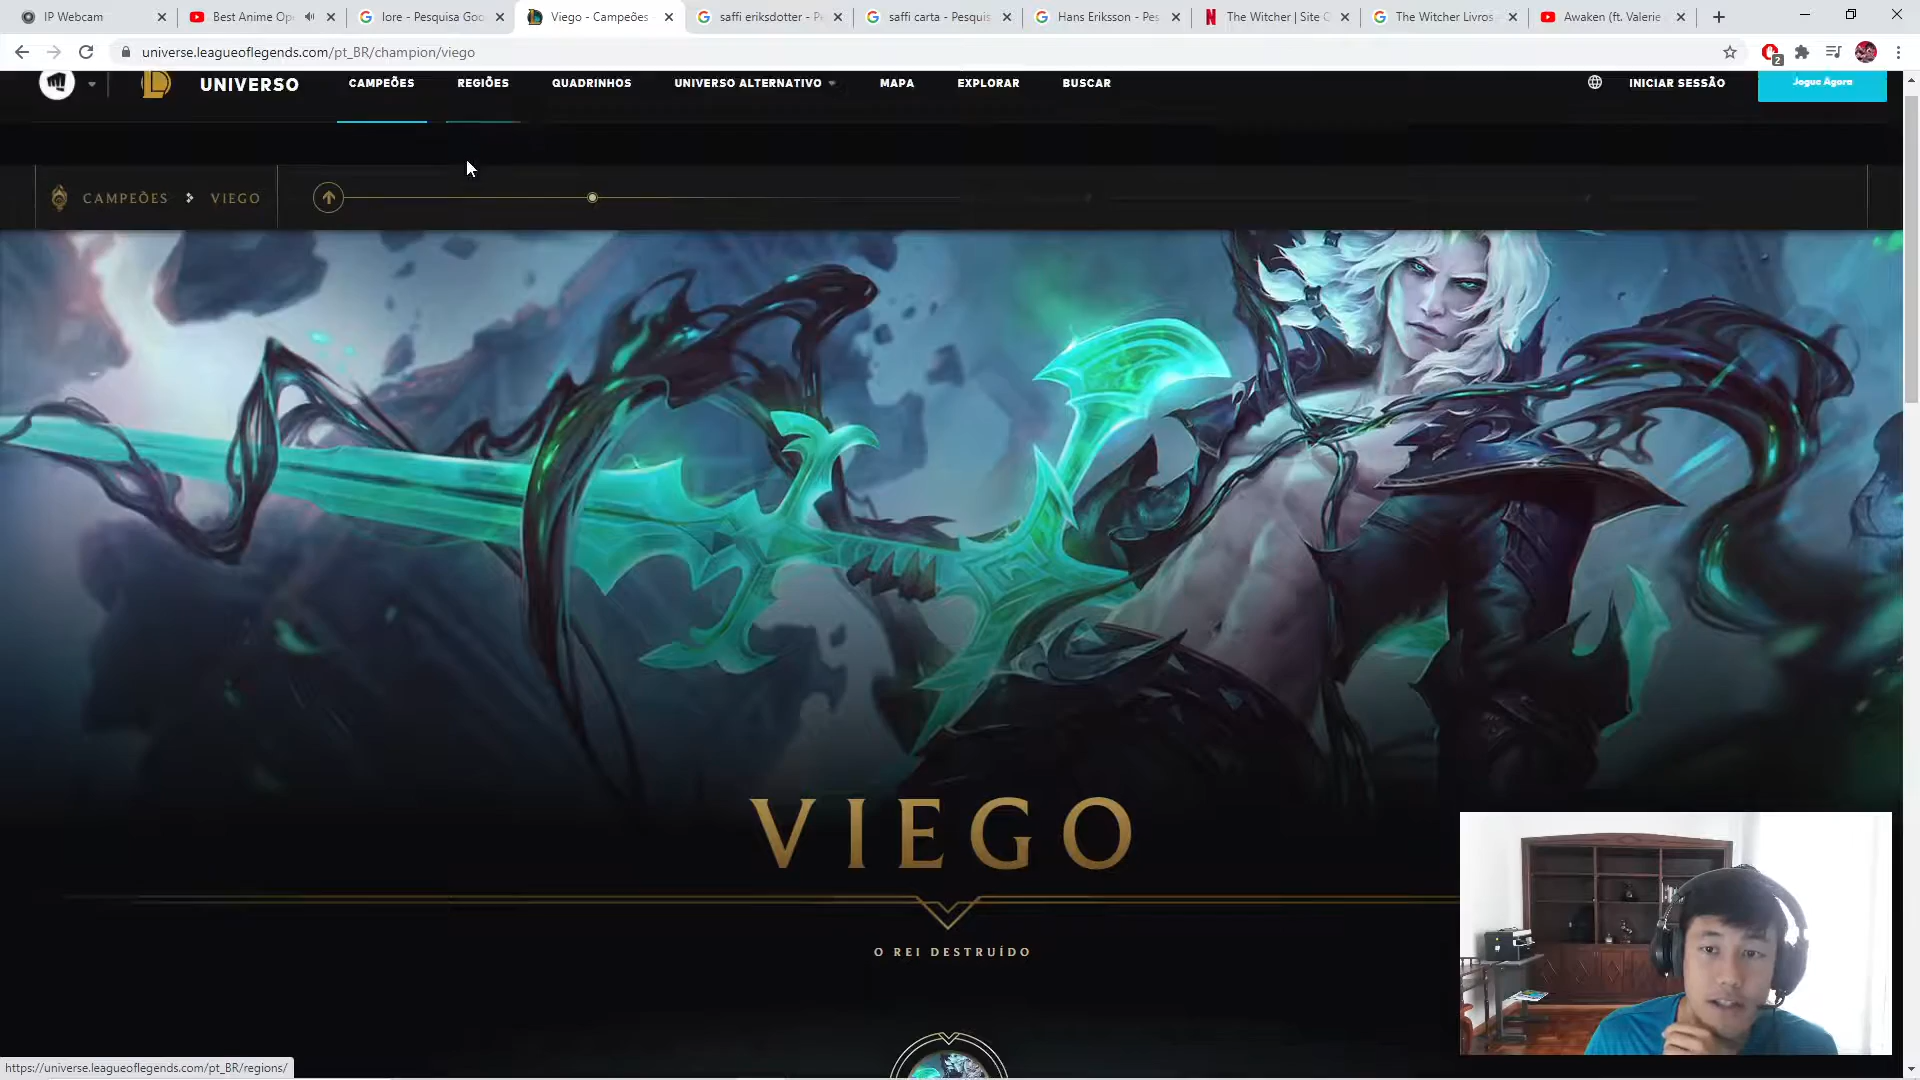 IP Webcam
Best Anime Ope
lore - Pesquisa Goo
Viego - Campeões
saffi eriksdotter - P
saffi carta - Pesquis
Hans Eriksson - Pes
The Witcher | Site O
The Witcher Livros
Awaken (ft. Valerie
universe.leagueoflegends.com/pt_BR/champion/viego
2
UNIVERSO
CAMPEÕES
REGIÕES
QUADRINHOS
UNIVERSO ALTERNATIVO
MAPA
EXPLORAR
BUSCAR
INICIAR SESSÃO
Jogue Agora
CAMPEÕES
VIEGO
VIEGO
O REI DESTRUÍDO
https://universe.leagueoflegends.com/pt_BR/regions/